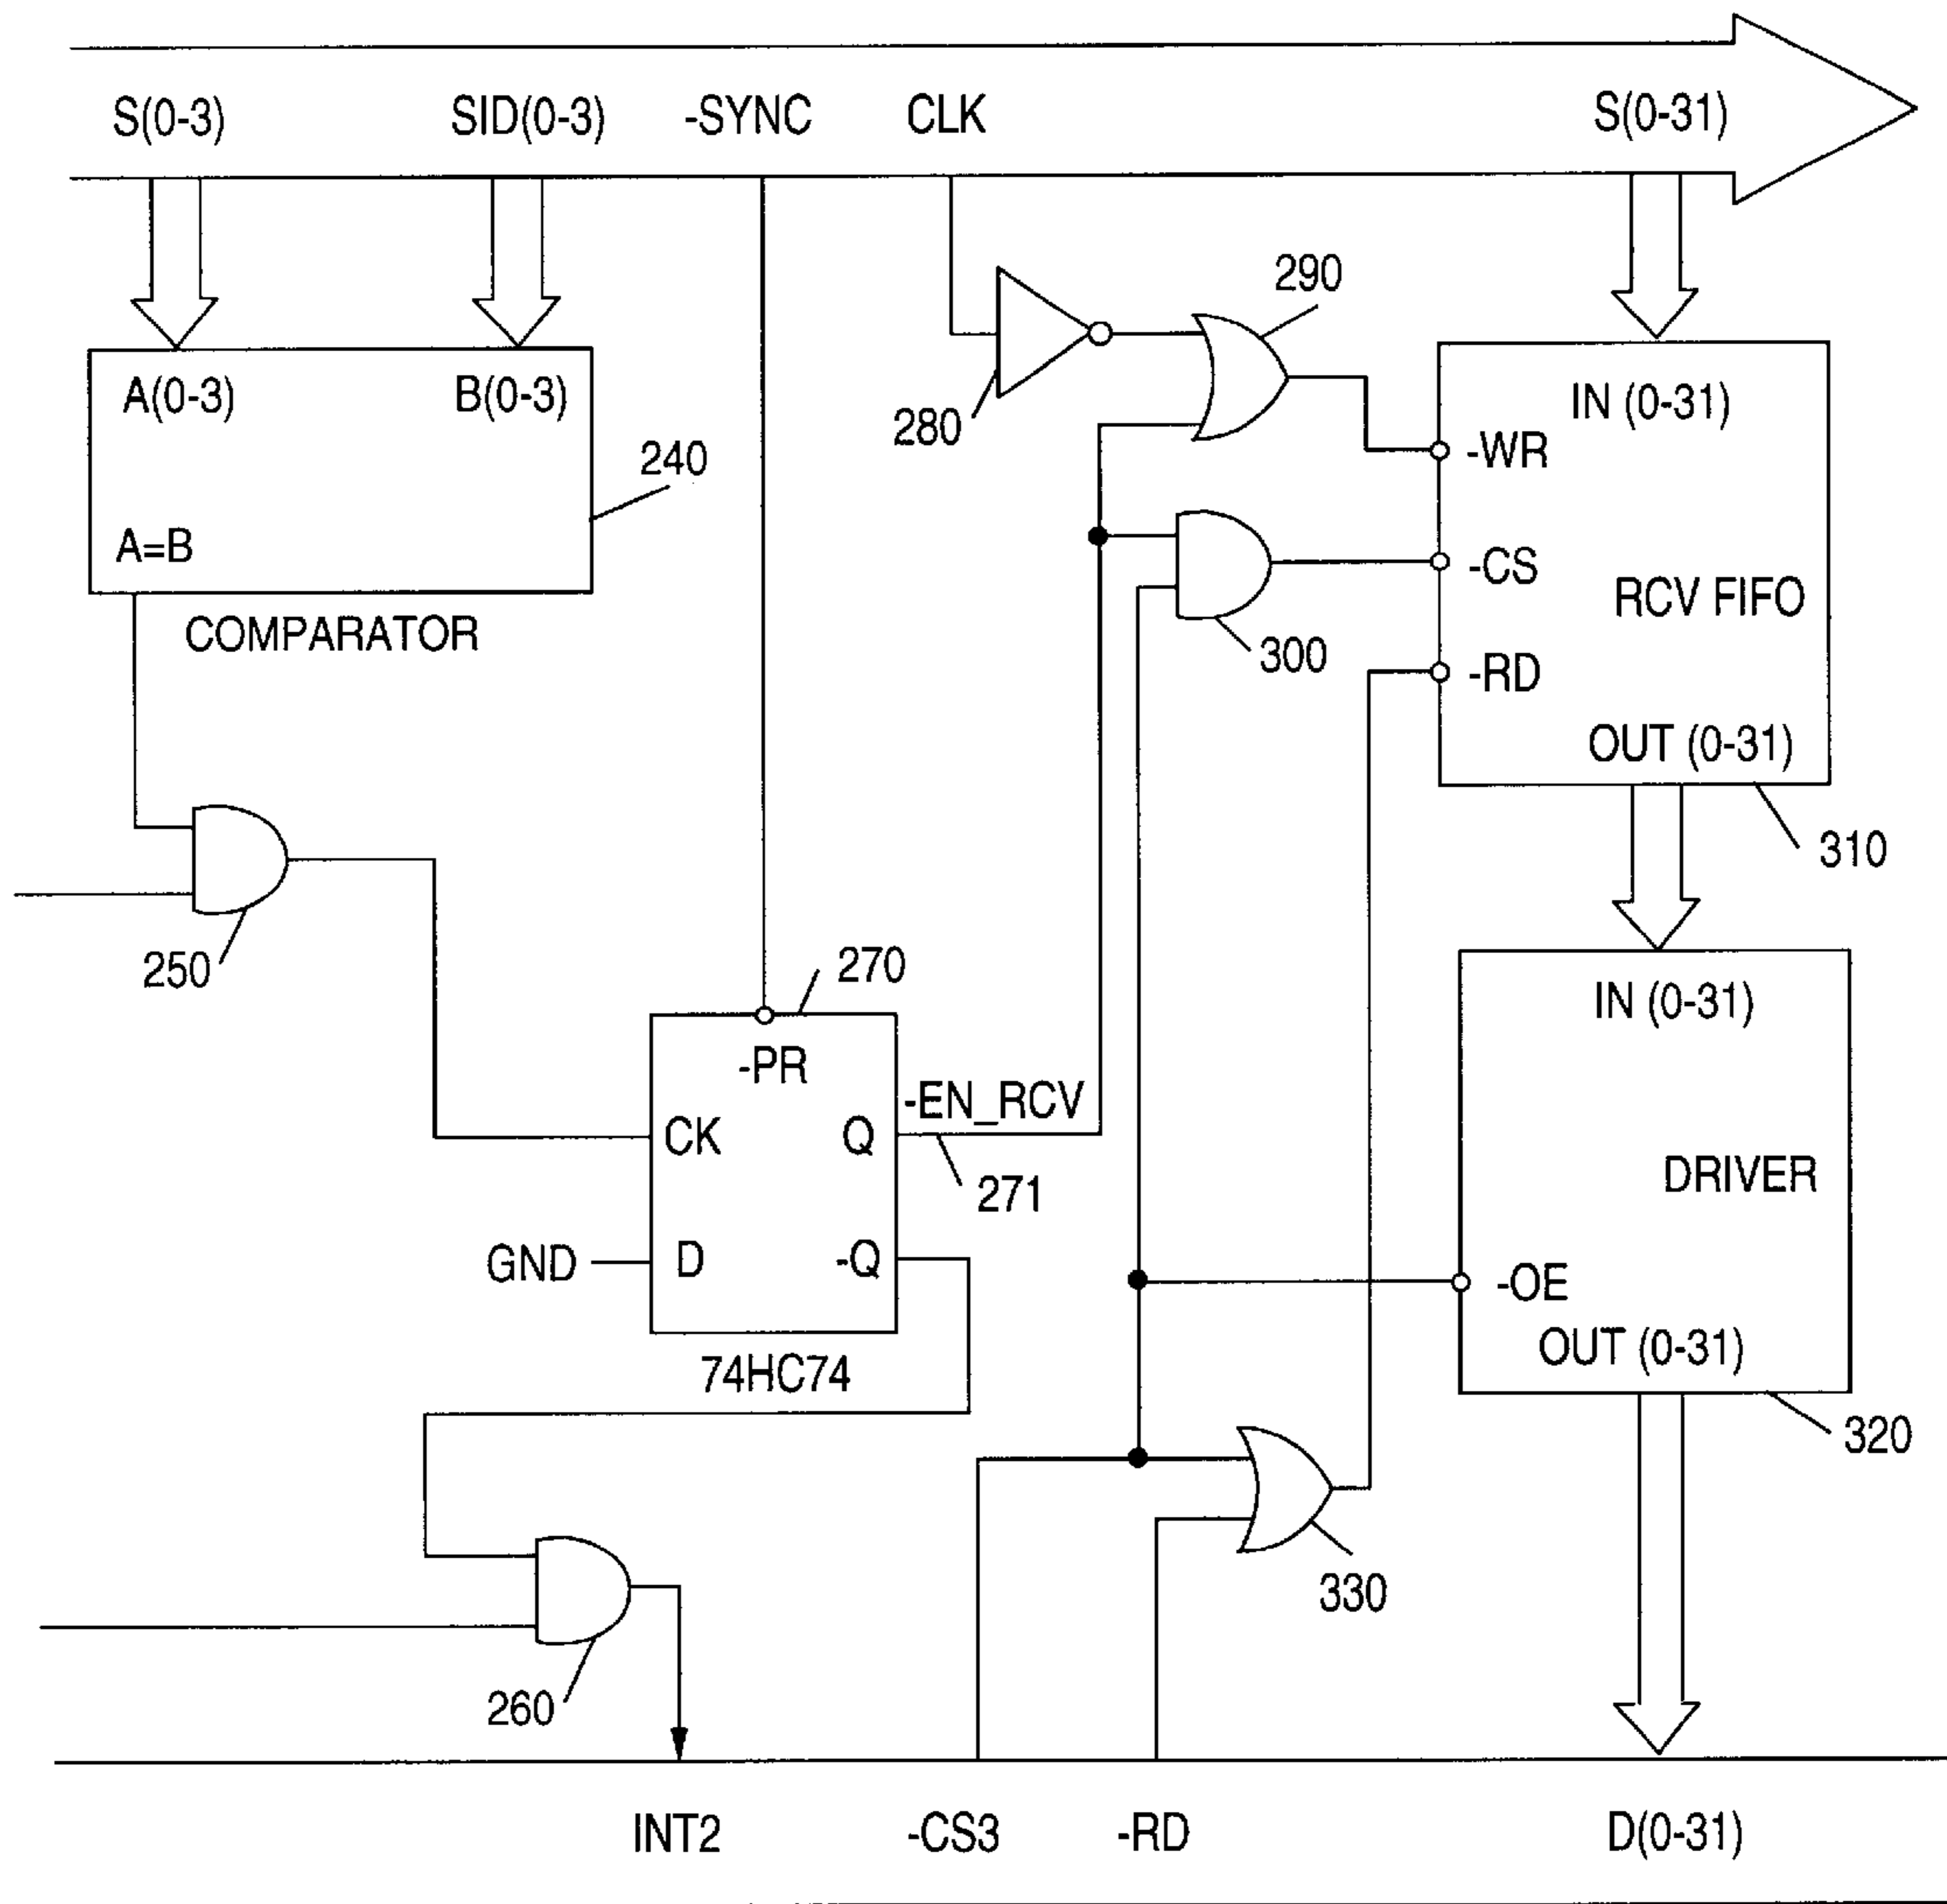 S(0-3)
SID(0-3)
-SYNC
CLK
S(0-31)
290
280
A(0-3)
B(0-3)
240
A=B
COMPARATOR
IN (0-31)
-WR
-CS
RCV FIFO
300
-RD
OUT (0-31)
310
250
270
-PR
-EN_RCV
CK
Q
271
GND
D
-Q
74HC74
IN (0-31)
DRIVER
-OE
OUT (0-31)
320
330
260
INT2
-CS3
-RD
D(0-31)